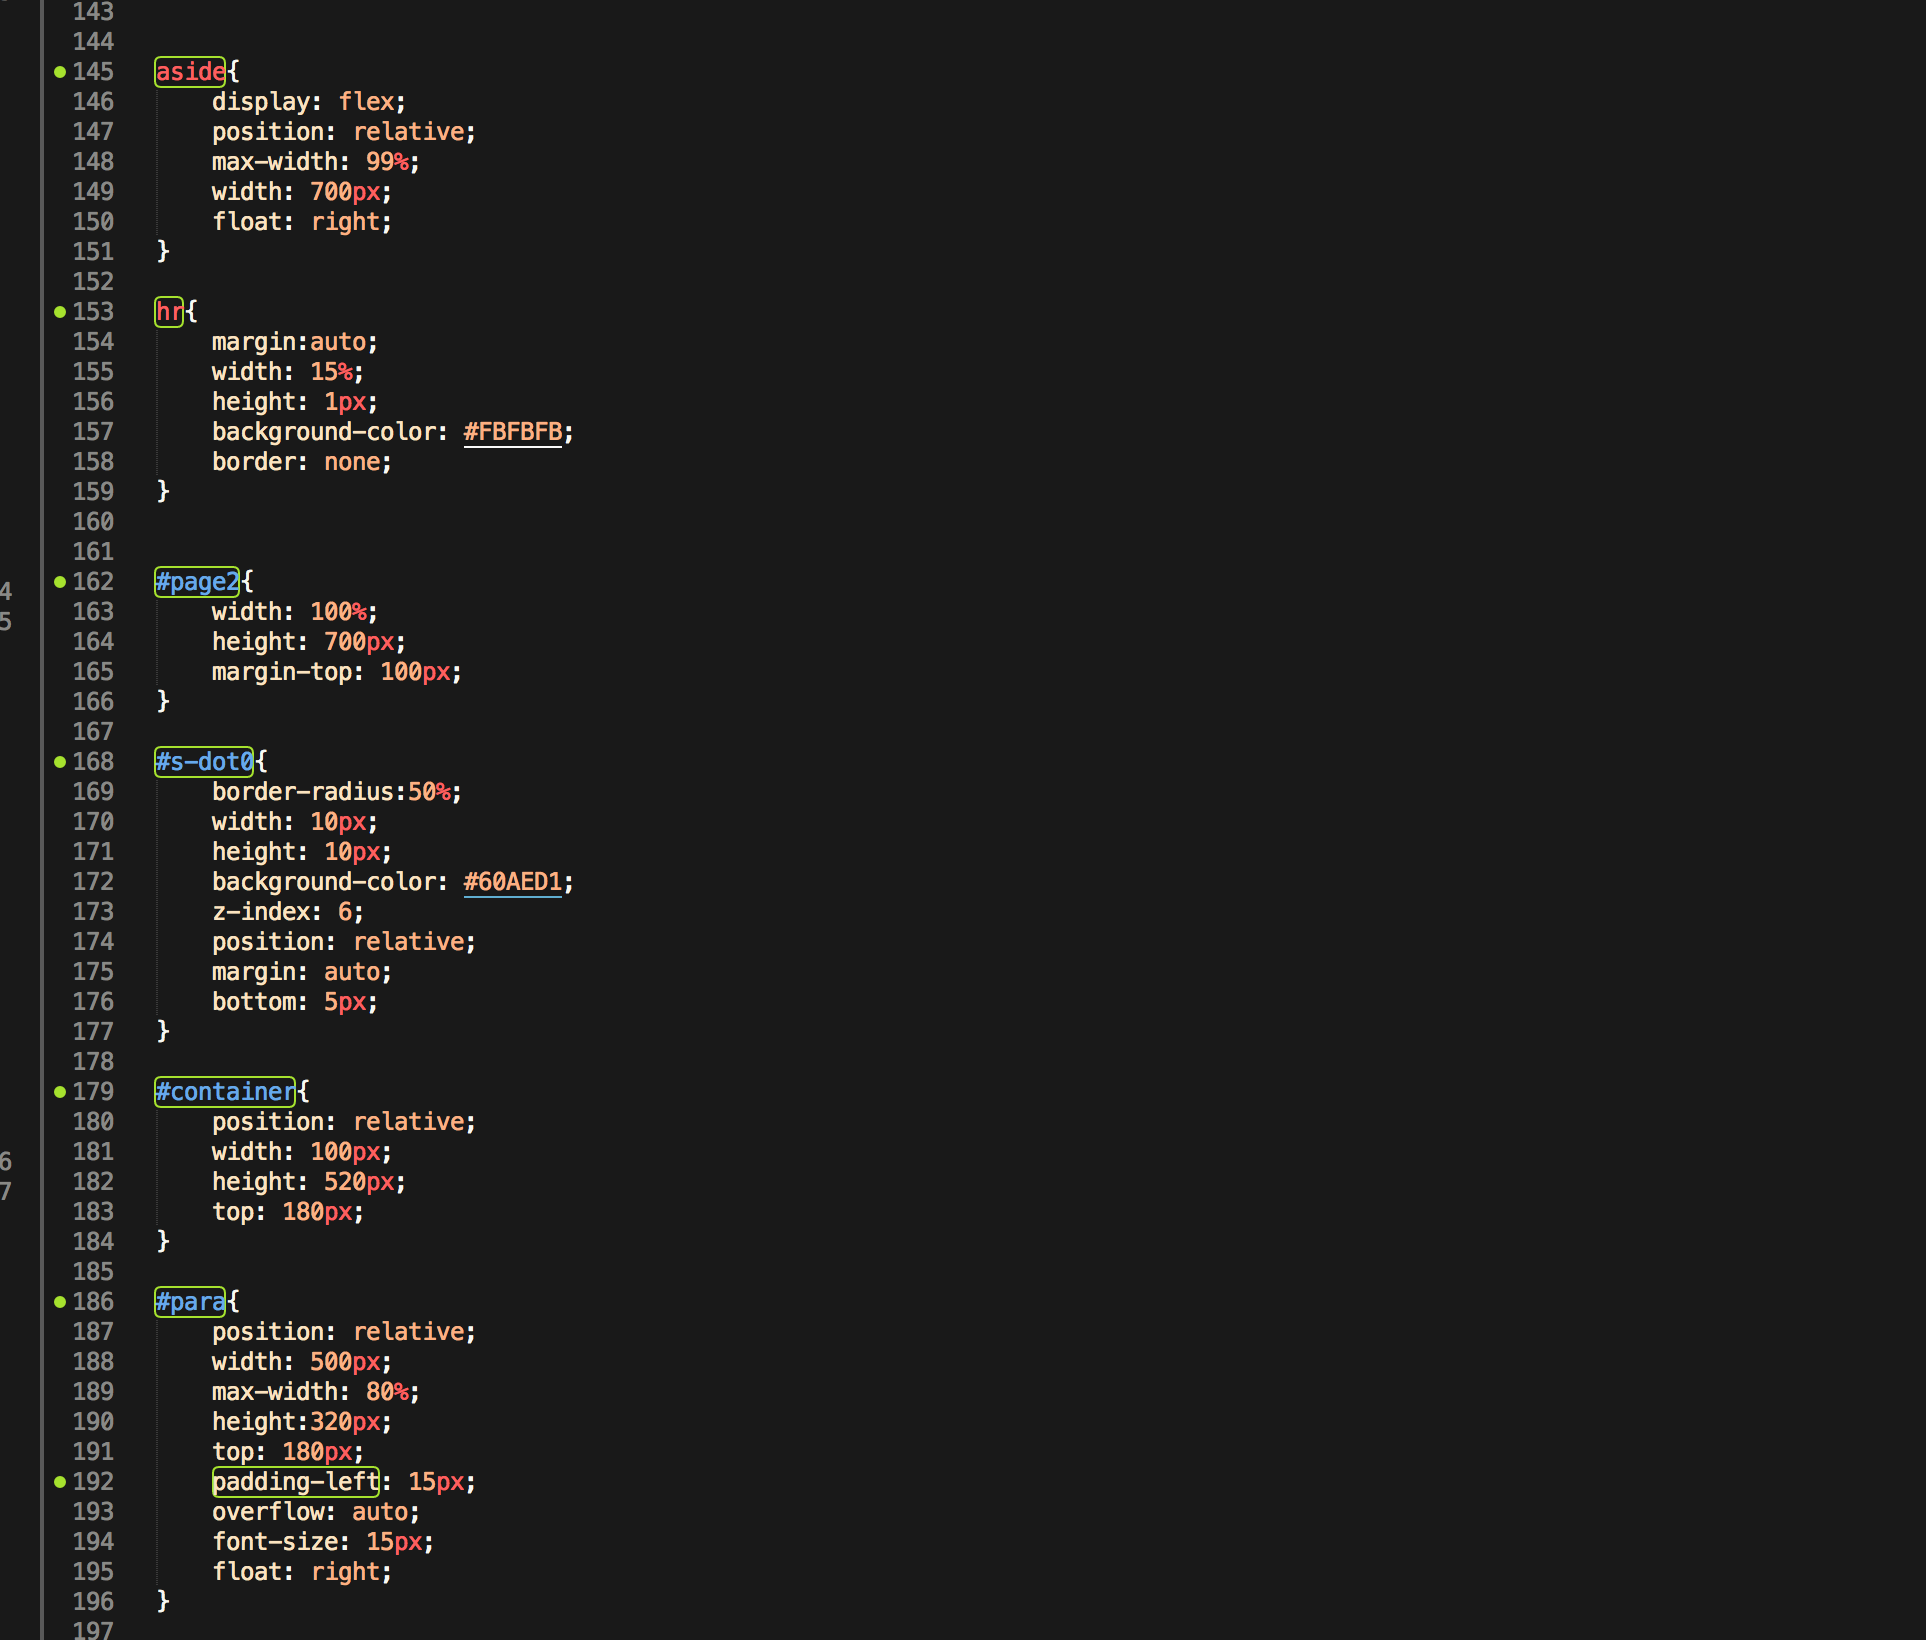 143
144
145 aside{
146 display: flex;
147 position: relative;
148 max-width: 99%;
149 width: 700px;
150 float: right;
151 }
152
153 hr{
154 margin:auto;
155 width: 15%;
156 height: 1px;
157 background-color: #FBFBFB;
158 border: none;
159 }
160
161
4
162 #page2{
5
163 width: 100%;
164 height: 700px;
165 margin-top: 100px;
166 }
167
168 #s-dot0{
169 border-radius:50%;
170 width: 10px;
171 height: 10px;
172 background-color: #60AED1;
173 z-index: 6;
174 position: relative;
175 margin: auto;
176 bottom: 5px;
177 }
178
179 #container{
180 position: relative;
6
181 width: 100px;
7
182 height: 520px;
183 top: 180px;
184 }
185
186 #para{
187 position: relative;
188 width: 500px;
189 max-width: 80%;
190 height:320px;
191 top: 180px;
192 padding-left: 15px;
193 overflow: auto;
194 font-size: 15px;
195 float: right;
196 }
197